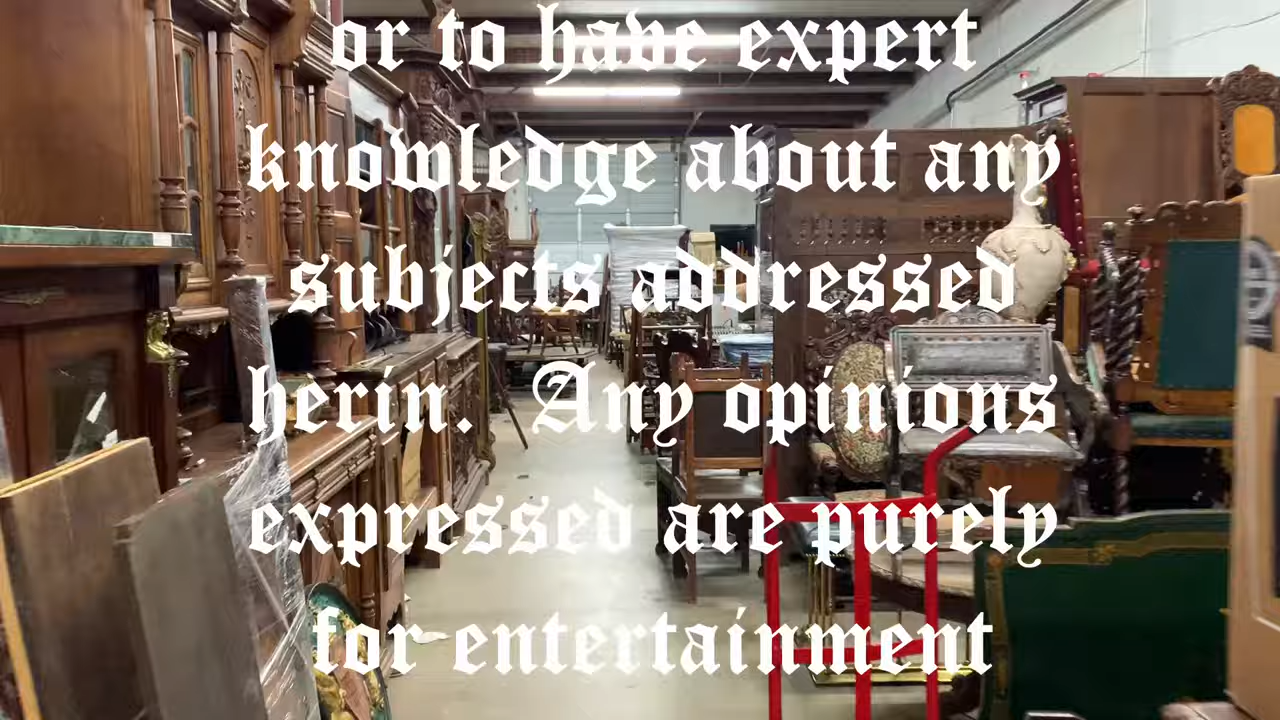 or to have expert
knowledge about any
subjects addressed
herin.  Any opinions
expressed are purely
for entertainment